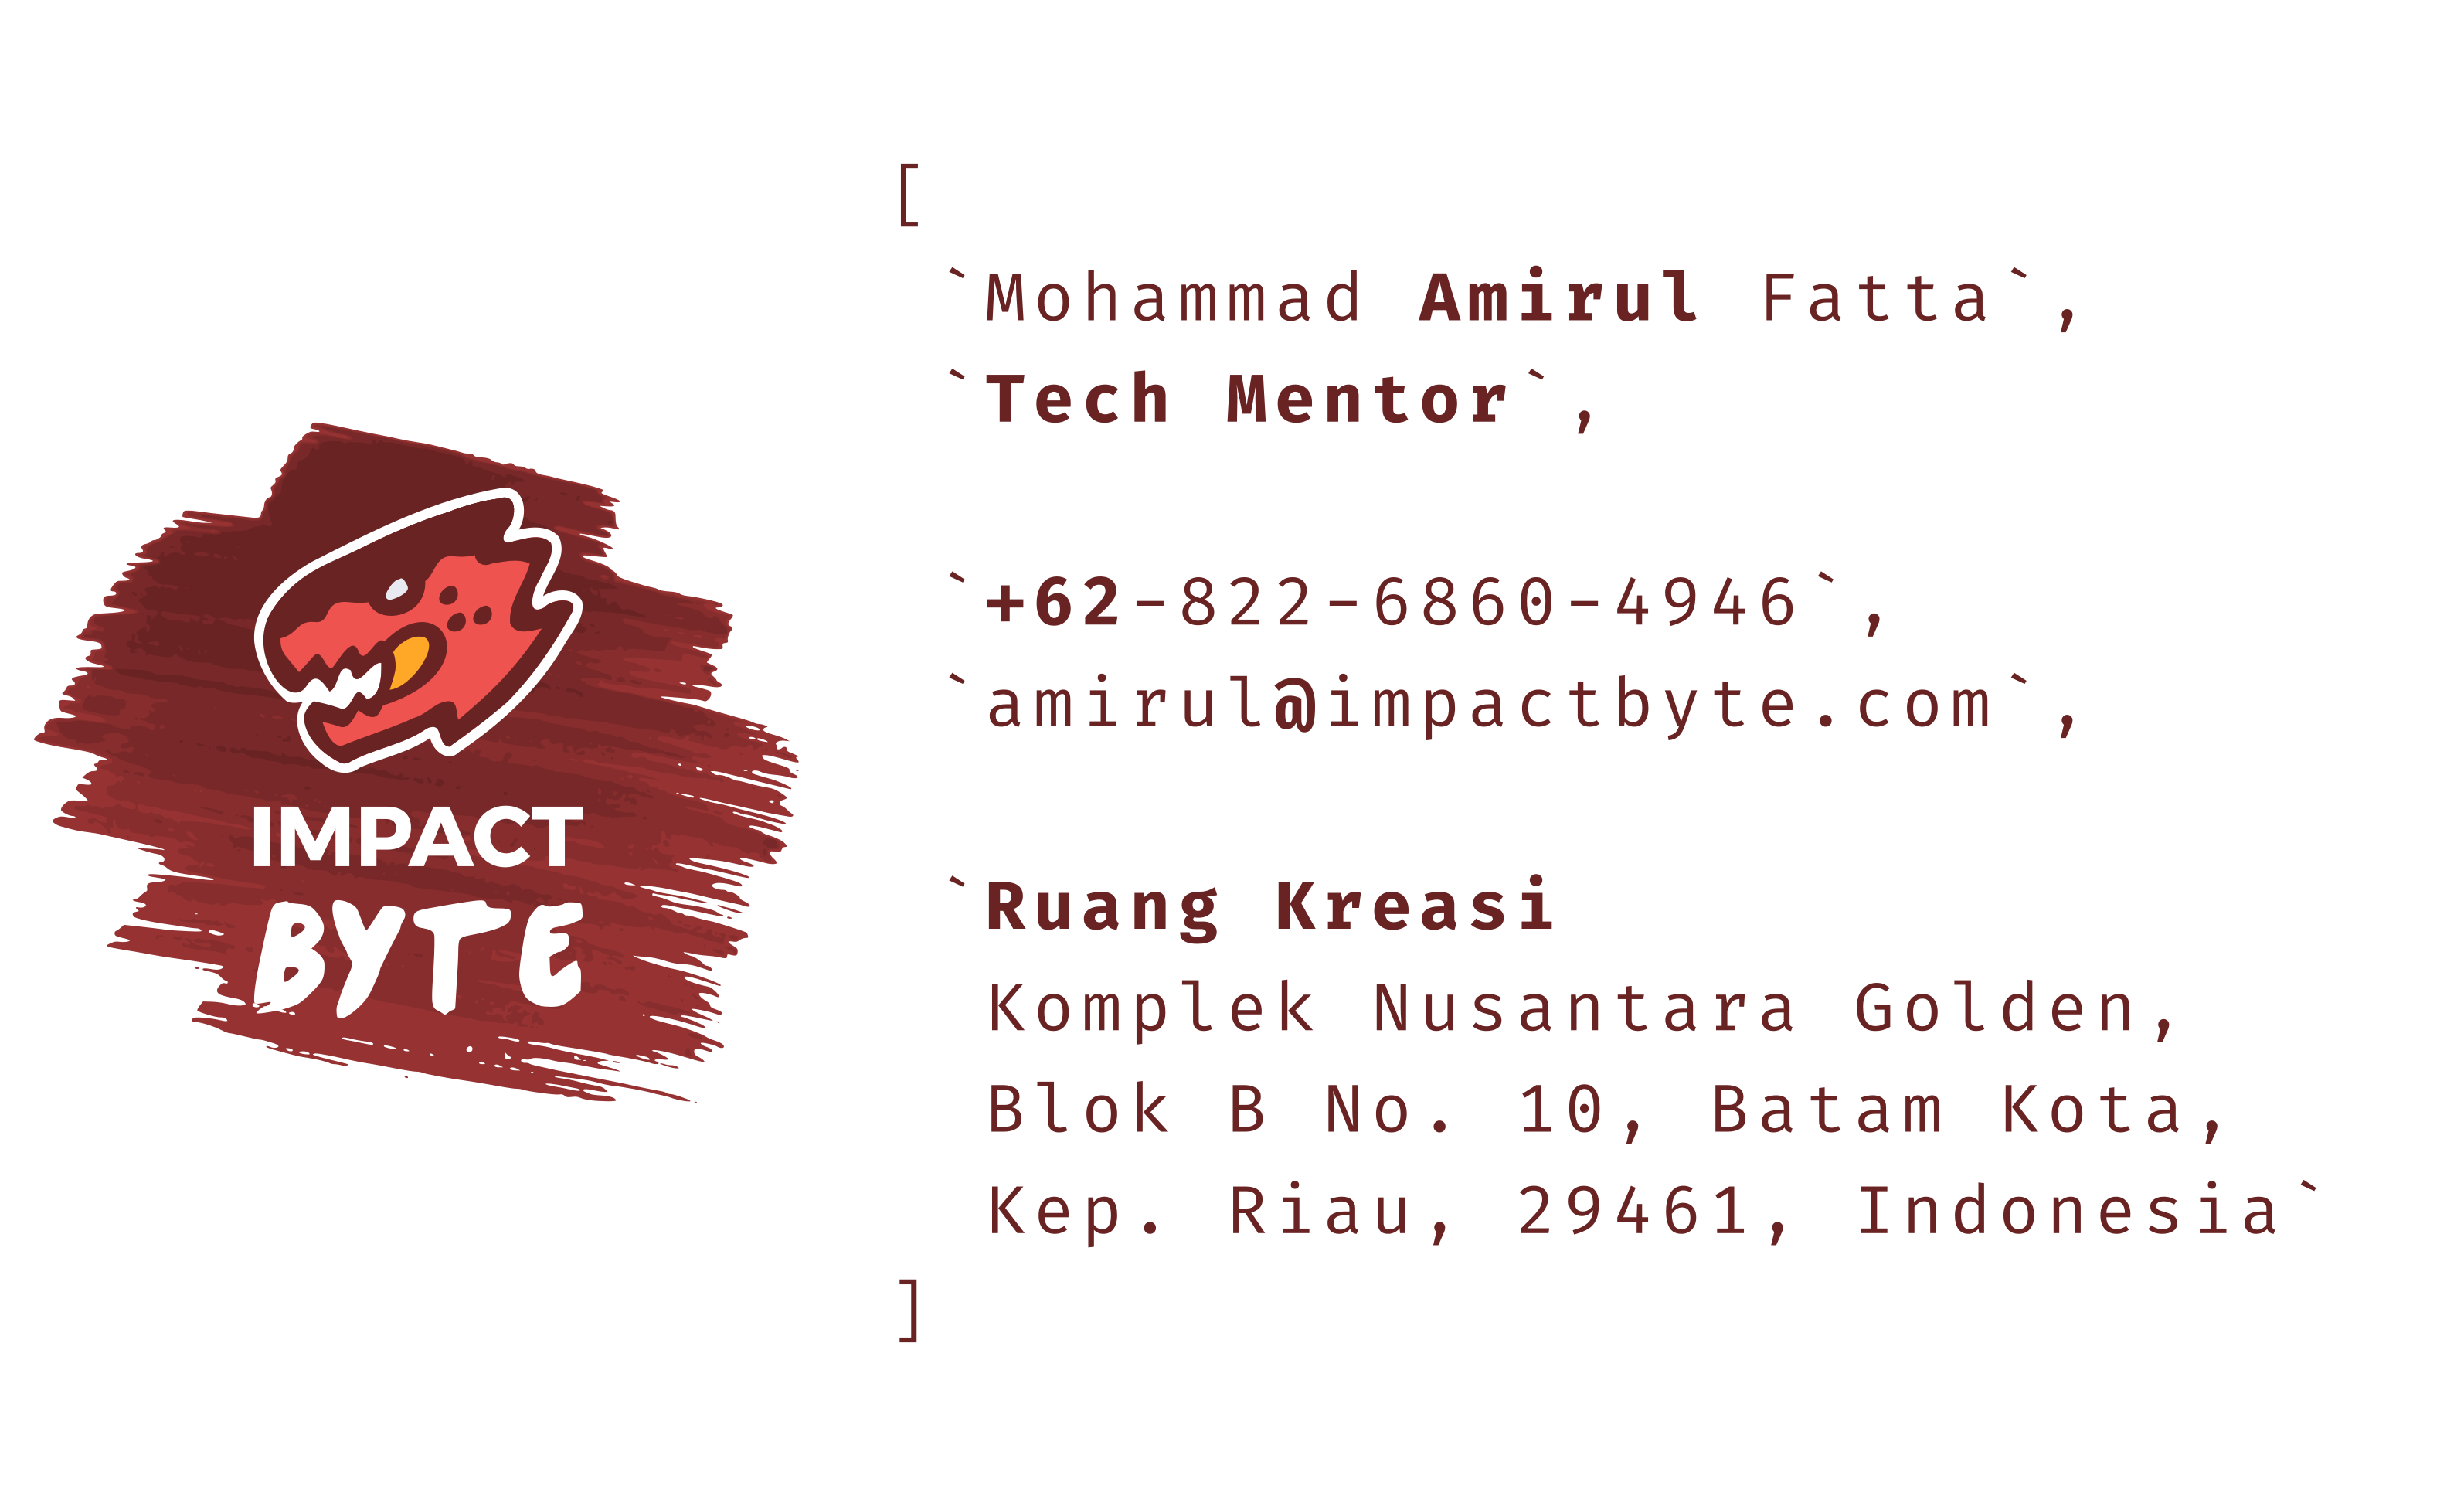 IMPACT
BYTE
[
`Mohammad Amirul Fatta`,
`Tech Mentor`,
`+62-822-6860-4946`,
`amirul@impactbyte.com`,
`Ruang Kreasi
Komplek Nusantara Golden,
Blok B No. 10, Batam Kota,
Kep. Riau, 29461, Indonesia`
]